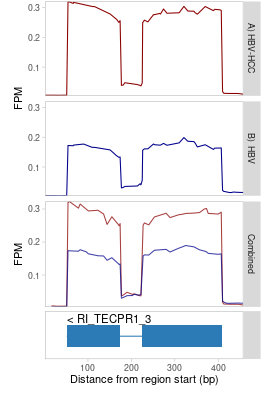 0.3
0.2
0.1
FPM
A) HBV-HCC
0.3
0.2
0.1
B) HBV
0.3
0.2
0.1
FPM
Combined
< RI_TECPR1_3
100 200 300 400
Distance from region start (bp)